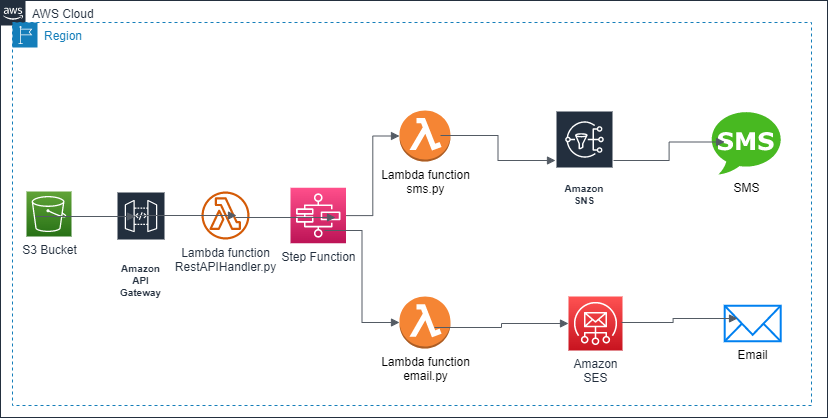 aws
AWS Cloud
Region
Lambda function
sms.py
Amazon
SNS
SMS
SMS
S3 Bucket
Amazon
API
Gateway
</>
Lambda function
RestAPIHandler.py
Step Function
Lambda function
email.py
Amazon
SES
Email